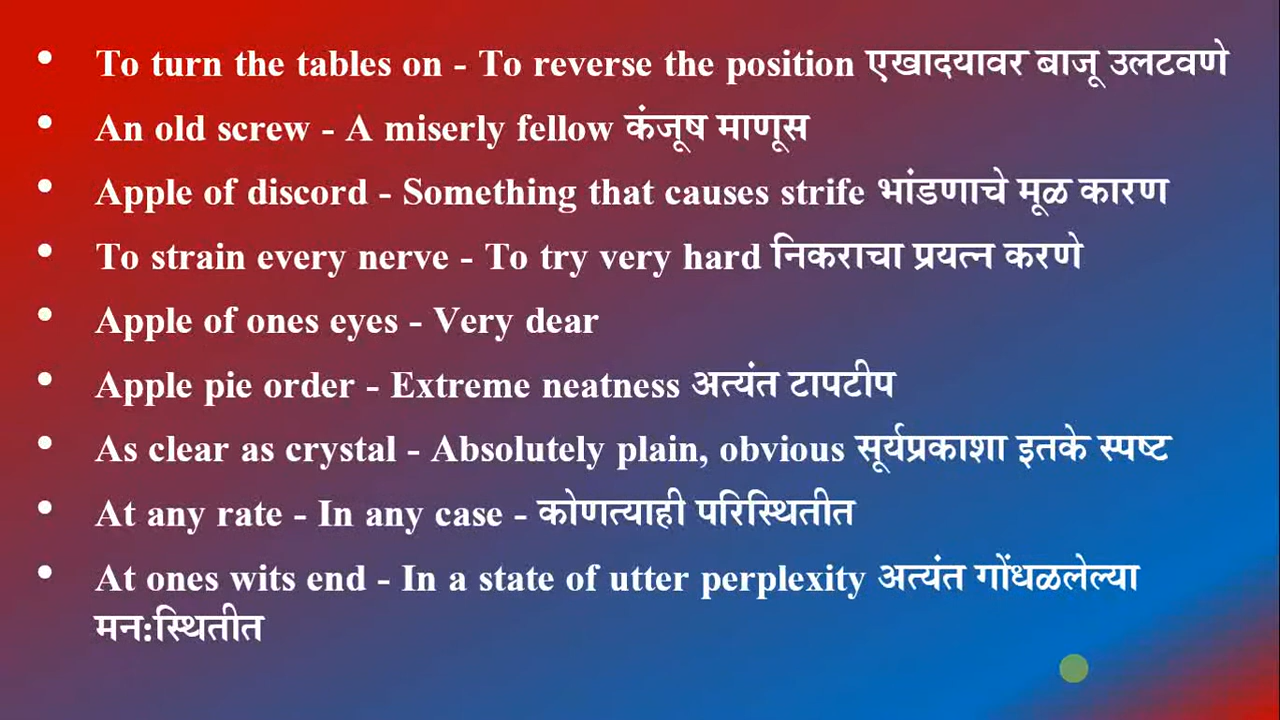 • To turn the tables on - To reverse the position एखादयावर बाजू उलटवणे
• An old screw - A miserly fellow कंजूष माणूस
• Apple of discord - Something that causes strife भांडणाचे मूळ कारण
• To strain every nerve - To try very hard निकराचा प्रयत्न करणे
• Apple of ones eyes - Very dear
• Apple pie order - Extreme neatness अत्यंत टापटीप
• As clear as crystal - Absolutely plain, obvious सूर्यप्रकाशा इतके स्पष्ट
• At any rate - In any case - कोणत्याही परिस्थितीत
• At ones wits end - In a state of utter perplexity अत्यंत गोंधळलेल्या
मन:स्थितीत